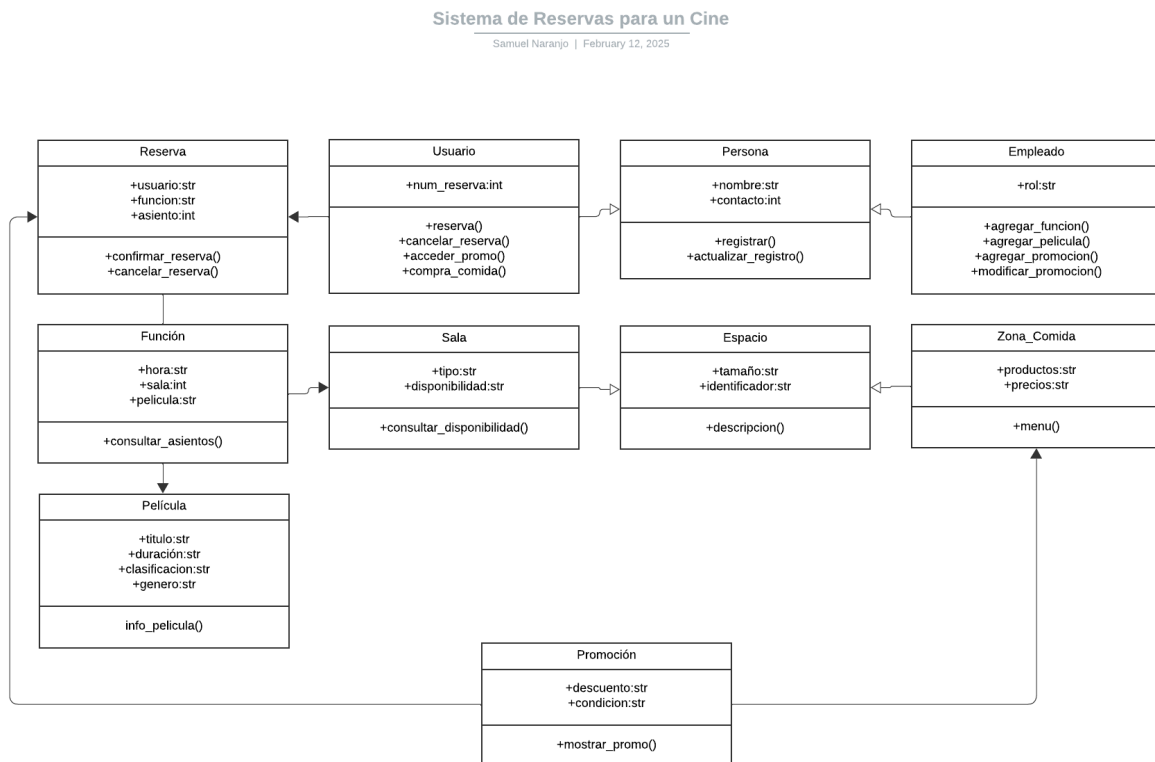 Sistema de Reservas para un Cine
Samuel Naranjo | February 12, 2025
Reserva
+usuario:str
+funcion:str
+asiento:int
+confirmar_reserva()
+cancelar_reserva()
Usuario
+num_reserva:int
+reserva()
+cancelar_reserva()
+acceder_promo()
+compra_comida()
Persona
+nombre:str
+contacto:int
+registrar()
+actualizar_registro()
Empleado
+rol:str
+agregar_funcion()
+agregar_pelicula()
+agregar_promocion()
+modificar_promocion()
Función
+hora:str
+sala:int
+pelicula:str
+consultar_asientos()
Sala
+tipo:str
+disponibilidad:str
+consultar_disponibilidad()
Espacio
+tamaño:str
+identificador:str
+descripcion()
Zona_Comida
+productos:str
+precios:str
+menu()
Película
+titulo:str
+duración:str
+clasificacion:str
+genero:str
info_pelicula()
Promoción
+descuento:str
+condicion:str
+mostrar_promo()